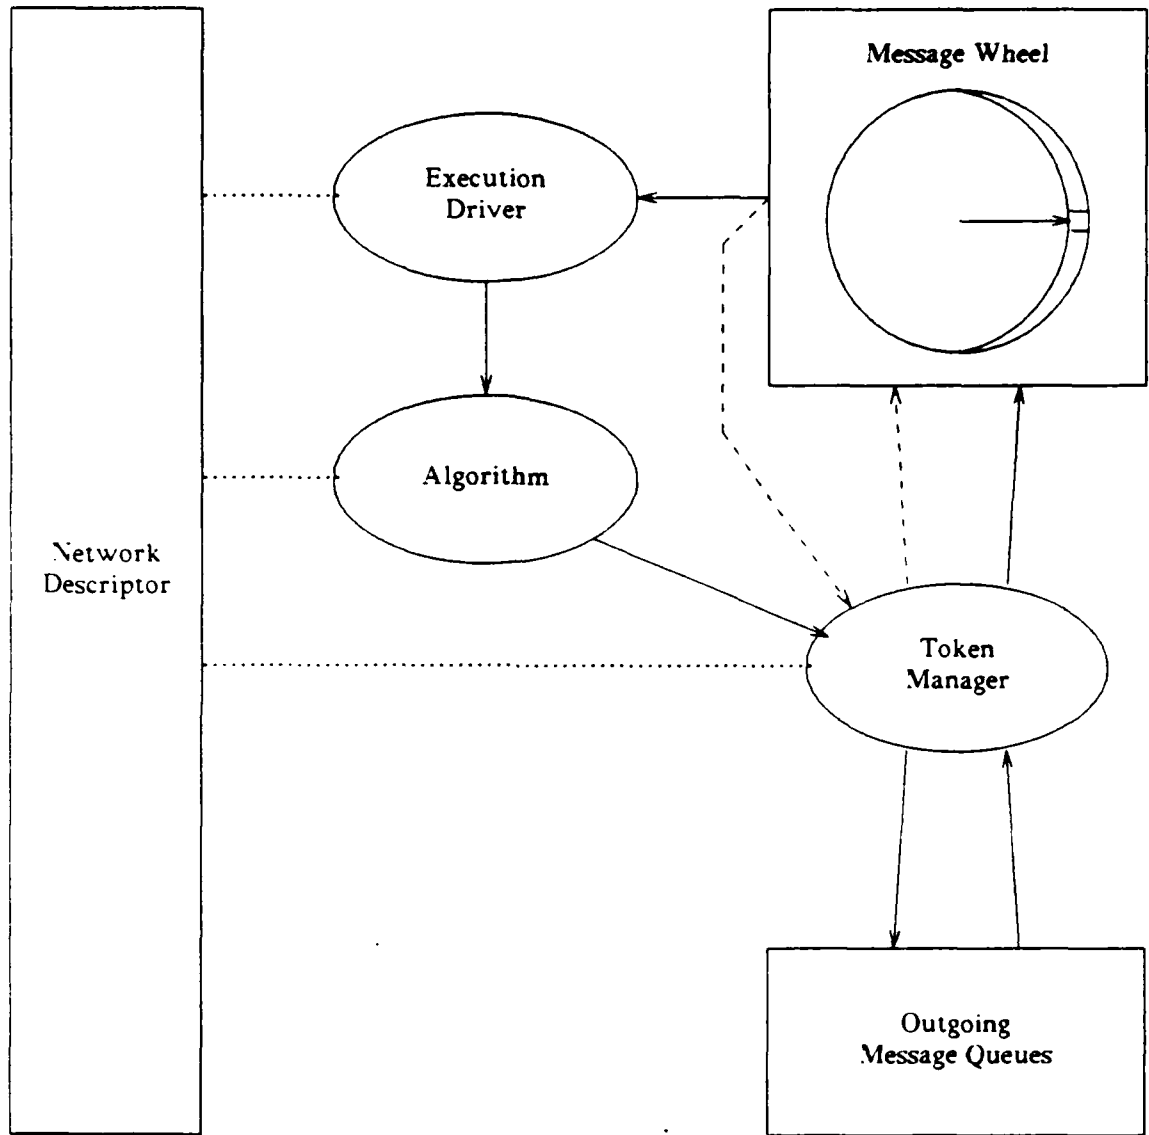 Message Wheel
Execution
Driver
Algorithm
Network
Descriptor
Token
Manager
Outgoing
Message Queues